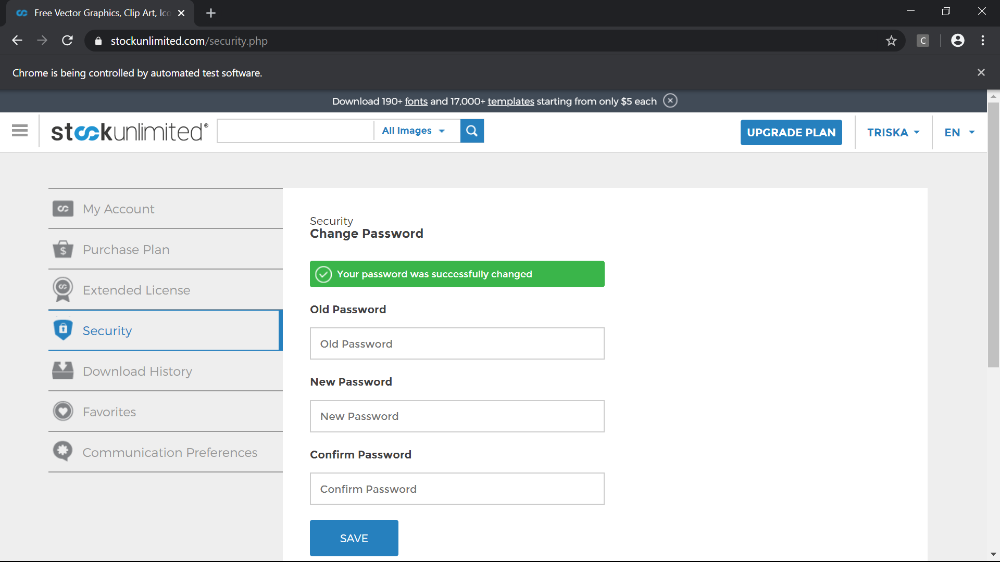 Free Vector Graphics, Clip Art, Ico
stockunlimited.com/security.php
C
Chrome is being controlled by automated test software.
Download 190+ fonts and 17,000+ templates starting from only $5 each
stockunlimited®
All Images
UPGRADE PLAN
TRISKA
EN
My Account
Purchase Plan
Extended License
Security
Download History
Favorites
Communication Preferences
Security
Change Password
Your password was successfully changed
Old Password
Old Password
New Password
New Password
Confirm Password
Confirm Password
SAVE